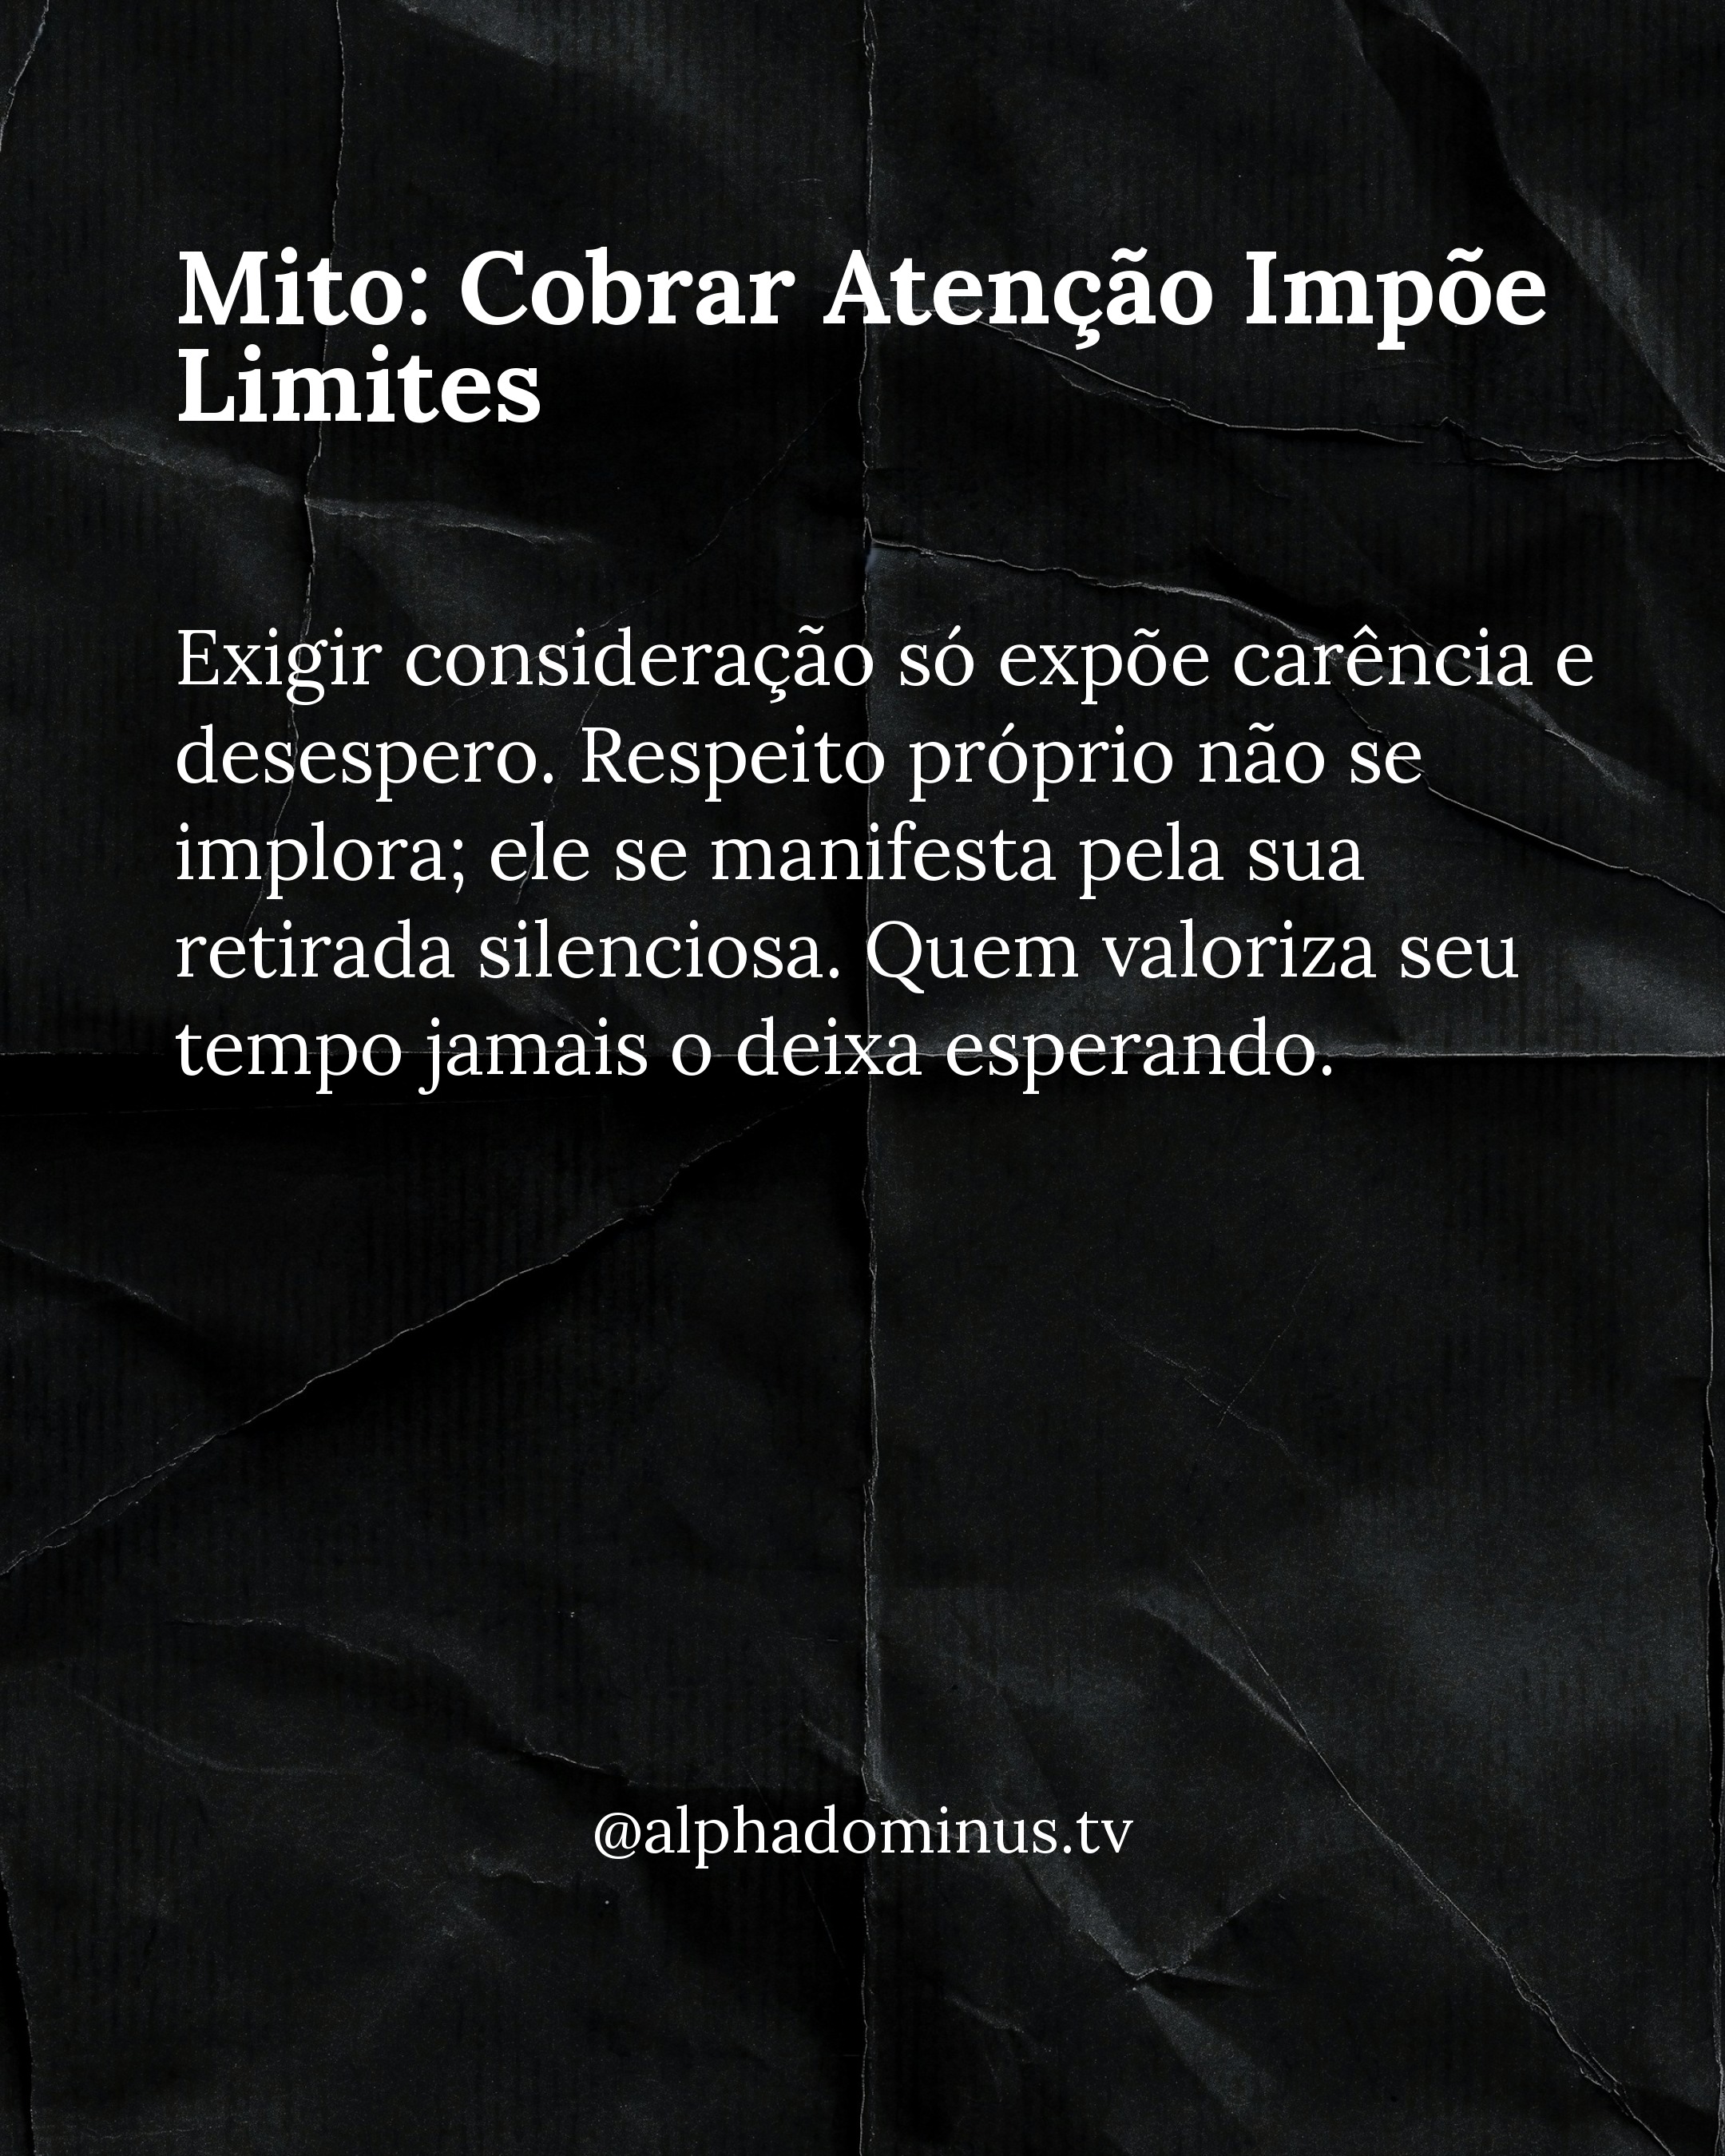 Mito: Cobrar Atenção Impõe
Limites
Exigir consideração só expõe carência e
desespero. Respeito próprio não se
implora; ele se manifesta pela sua
retirada silenciosa. Quem valoriza seu
tempo jamais o deixa esperando.
@alphadominus.tv